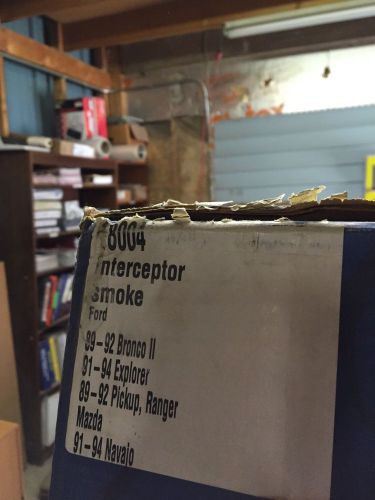 8004
Interceptor
smoke
Ford
89-92 Bronco II
91-94 Explorer
89-92 Pickup, Ranger
Mazda
91-94 Navajo